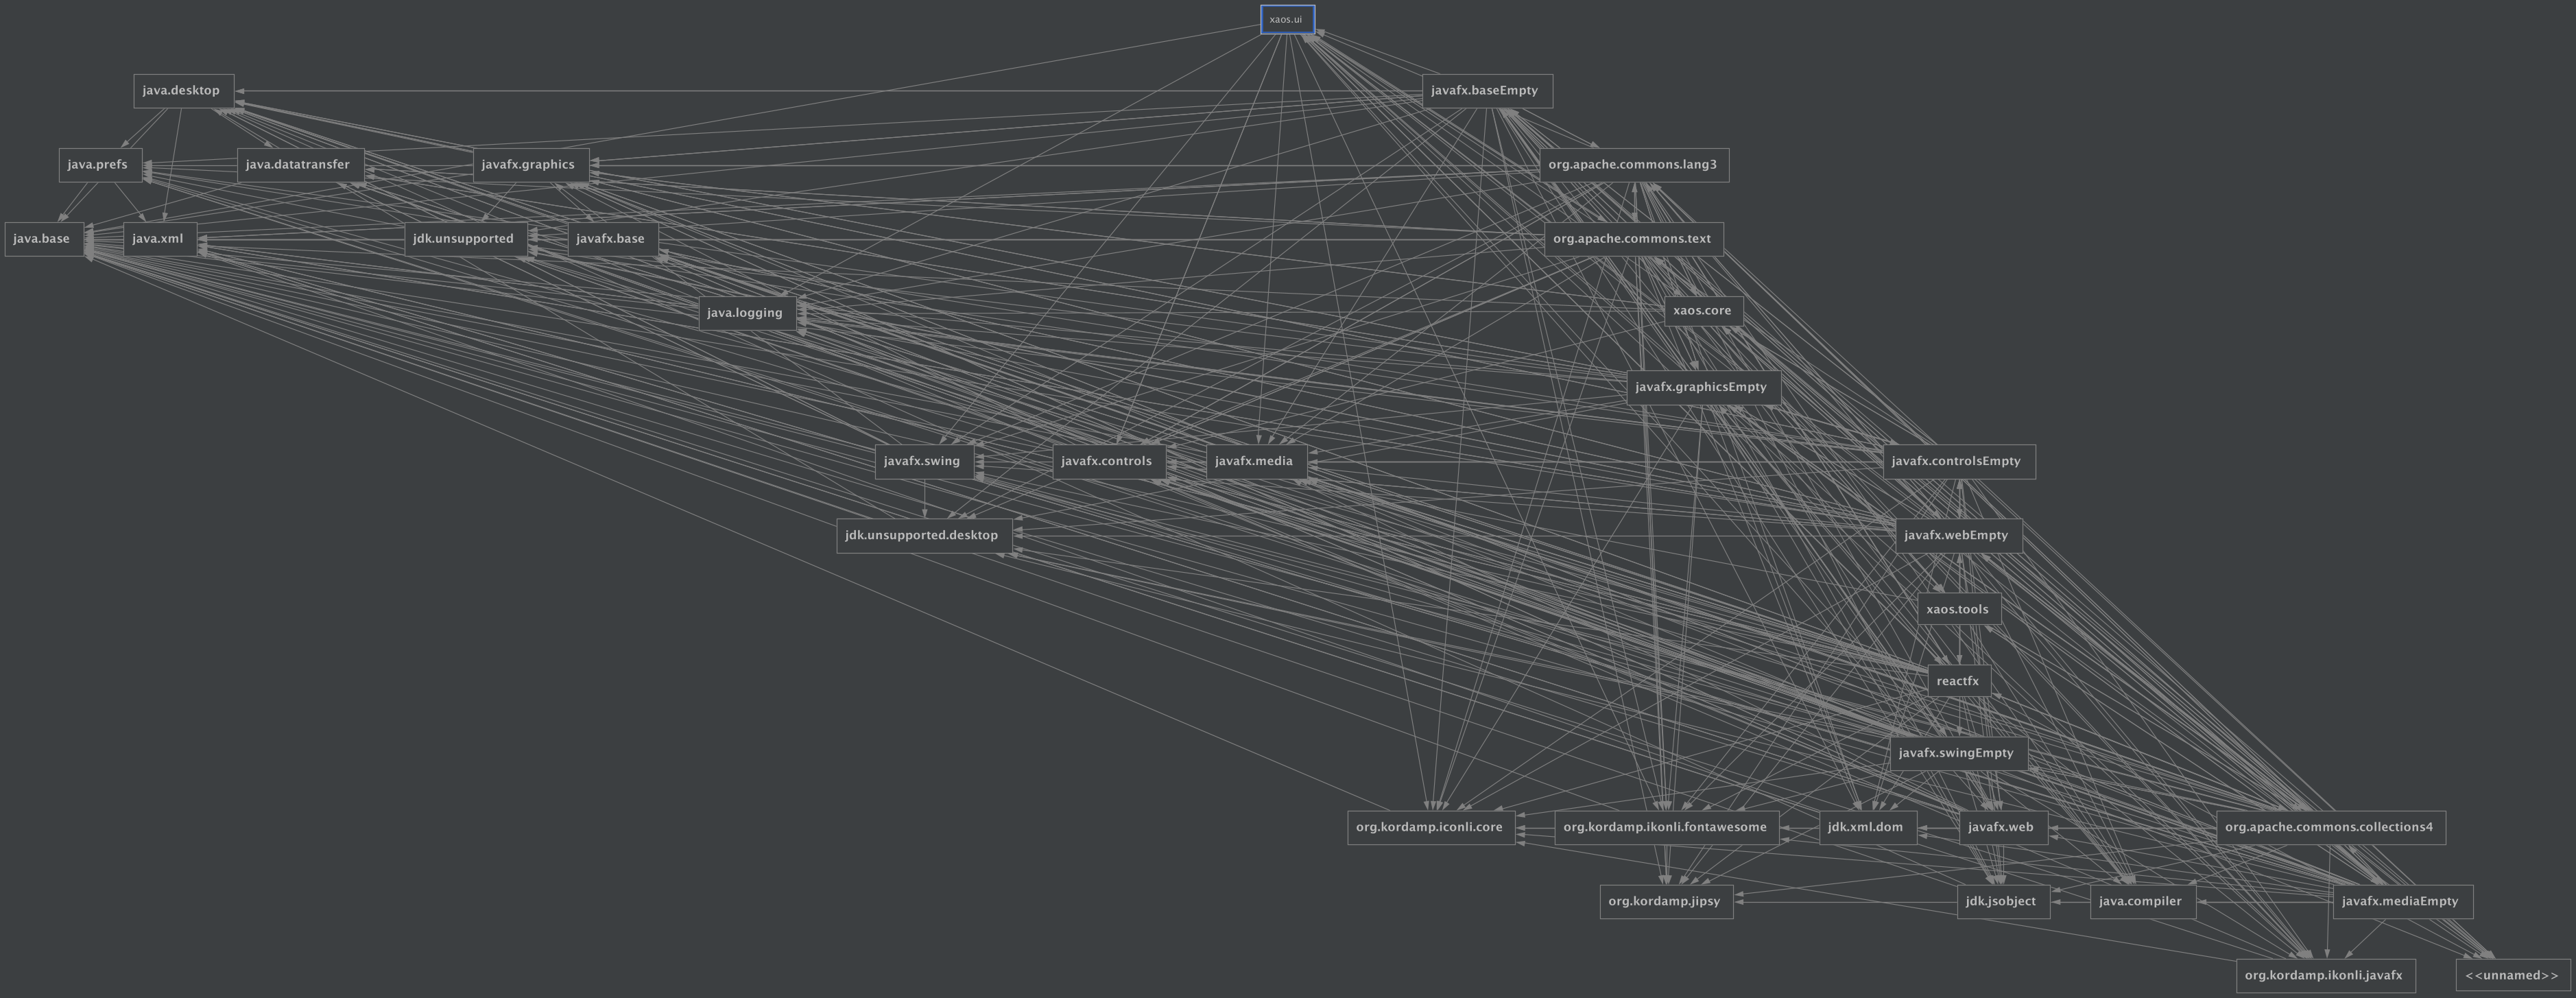 xaos.ui
java.desktop
javafx.baseEmpty
java.prefs
java.datatransfer
javafx.graphics
org.apache.commons.lang3
java.base
java.xml
jdk.unsupported
javafx.base
org.apache.commons.text
java.logging
xaos.core
javafx.graphicsEmpty
javafx.swing
javafx.controls
javafx.media
javafx.controlsEmpty
jdk.unsupported.desktop
javafx.webEmpty
xaos.tools
reactfx
javafx.swingEmpty
org.kordamp.iconli.core
org.kordamp.ikonli.fontawesome
jdk.xml.dom
javafx.web
org.apache.commons.collections4
org.kordamp.jipsy
jdk.jsobject
java.compiler
javafx.mediaEmpty
org.kordamp.ikonli.javafx
<<unnamed>>